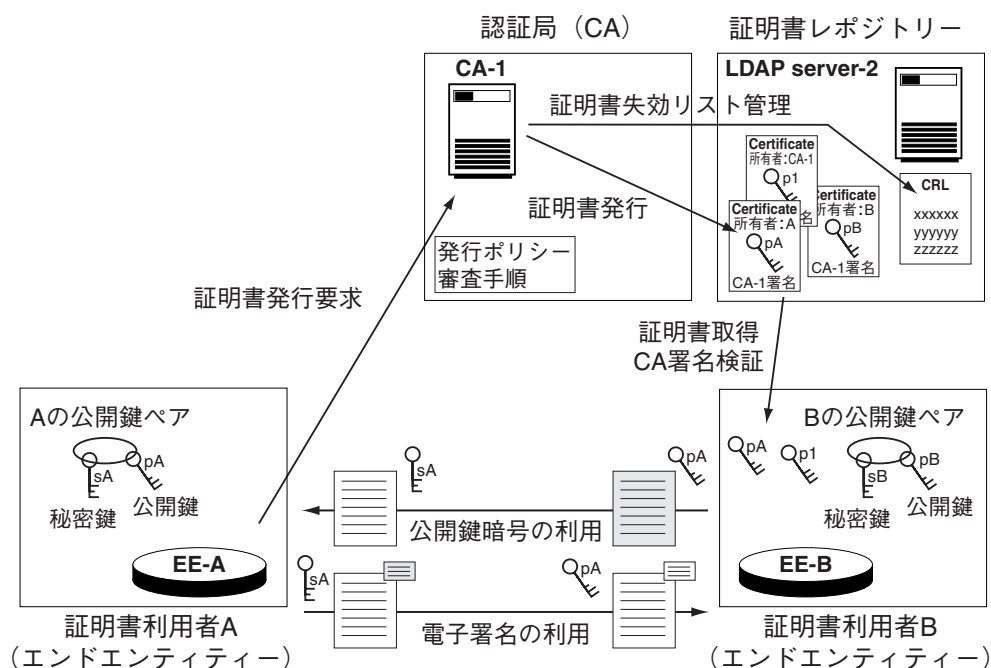 認証局（CA）
証明書レポジトリー
CA-1
LDAP server-2
証明書失効リスト管理
Certificate
所有者:CA-1
p1
名
Certificate
所有者:A
pA
CA-1署名
Certificate
所有者:B
pB
CA-1署名
CRL
xxxxxx
yyyyyy
zzzzzz
証明書発行
発行ポリシー
審査手順
証明書発行要求
証明書取得
CA署名検証
Aの公開鍵ペア
sA
pA
秘密鍵
公開鍵
EE-A
証明書利用者A
（エンドエンティティー）
sA
pA
公開鍵暗号の利用
sA
pA
電子署名の利用
Bの公開鍵ペア
pA
p1
sB
pB
秘密鍵
公開鍵
EE-B
証明書利用者B
（エンドエンティティー）